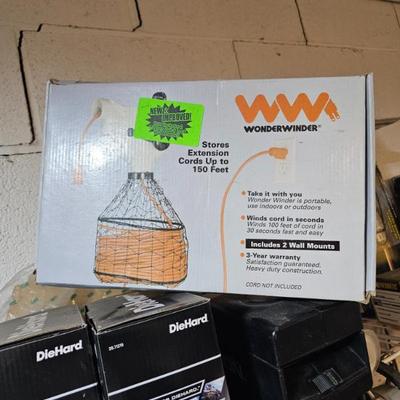 NEW & IMPROVED!
WW
WONDERWINDER®
Stores
Extension
Cords Up to
150 Feet
Take it with you
Wonder Winder is portable,
use indoors or outdoors
Winds cord in seconds
Winds 100 feet of cord in
30 seconds fast and easy
Includes 2 Wall Mounts
3-Year warranty
Satisfaction guaranteed.
Heavy duty construction.
CORD NOT INCLUDED
DieHard
DieHard
DIEHARD